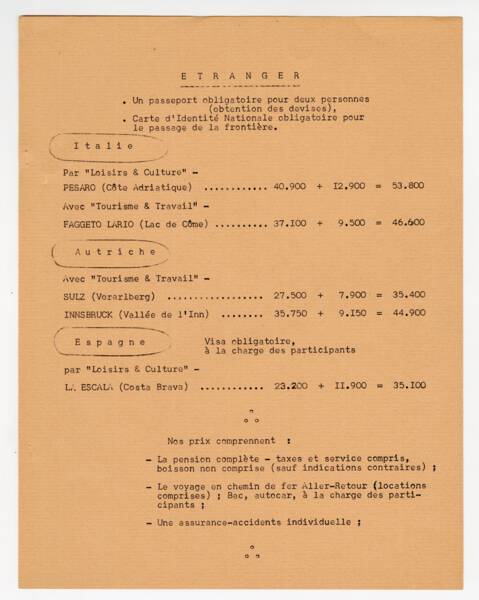 E T R A N G E R
. Un passeport obligatoire pour deux personnes
(obtention des devises),
. Carte d'Identité Nationale obligatoire pour
le passage de la frontière.
I t a l i e
Par "Loisirs & Culture" -
PESARO (Côte Adriatique) ............ 40.900 + I2.900 = 53.800
Avec "Tourisme & Travail" -
FAGGETO LARIO (Lac de Côme) .......... 37.I00 + 9.500 = 46.600
A u t r i c h e
Avec "Tourisme & Travail" -
SULZ (Vorarlberg) .................. 27.500 + 7.900 = 35.400
INNSBRUCK (Vallée de l'Inn) ........ 35.750 + 9.I50 = 44.900
E s p a g n e Visa obligatoire,
à la charge des participants
par "Loisirs & Culture" -
LA ESCALA (Costa Brava) ............ 23.200 + II.900 = 35.I00
Nos prix comprennent :
- La pension complète - taxes et service compris,
boisson non comprise (sauf indications contraires) ;
- Le voyage en chemin de fer Aller-Retour (locations
comprises) ; Bac, autocar, à la charge des parti-
cipants ;
- Une assurance-accidents individuelle ;